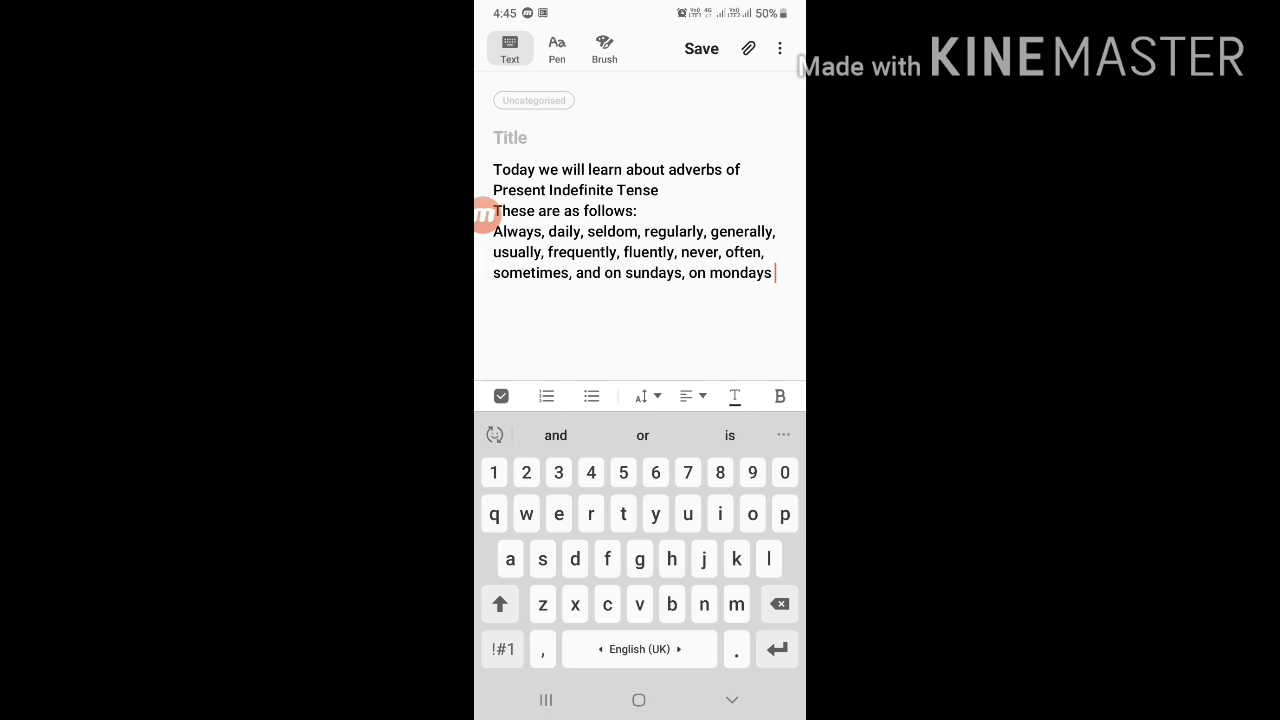 4:45 50%
Made with KINEMASTER
Text Pen Brush Save
Uncategorised
Title
Today we will learn about adverbs of
Present Indefinite Tense
These are as follows:
Always, daily, seldom, regularly, generally,
usually, frequently, fluently, never, often,
sometimes, and on sundays, on mondays
and or is
1 2 3 4 5 6 7 8 9 0
q w e r t y u i o p
a s d f g h j k l
z x c v b n m
!#1 , English (UK) .